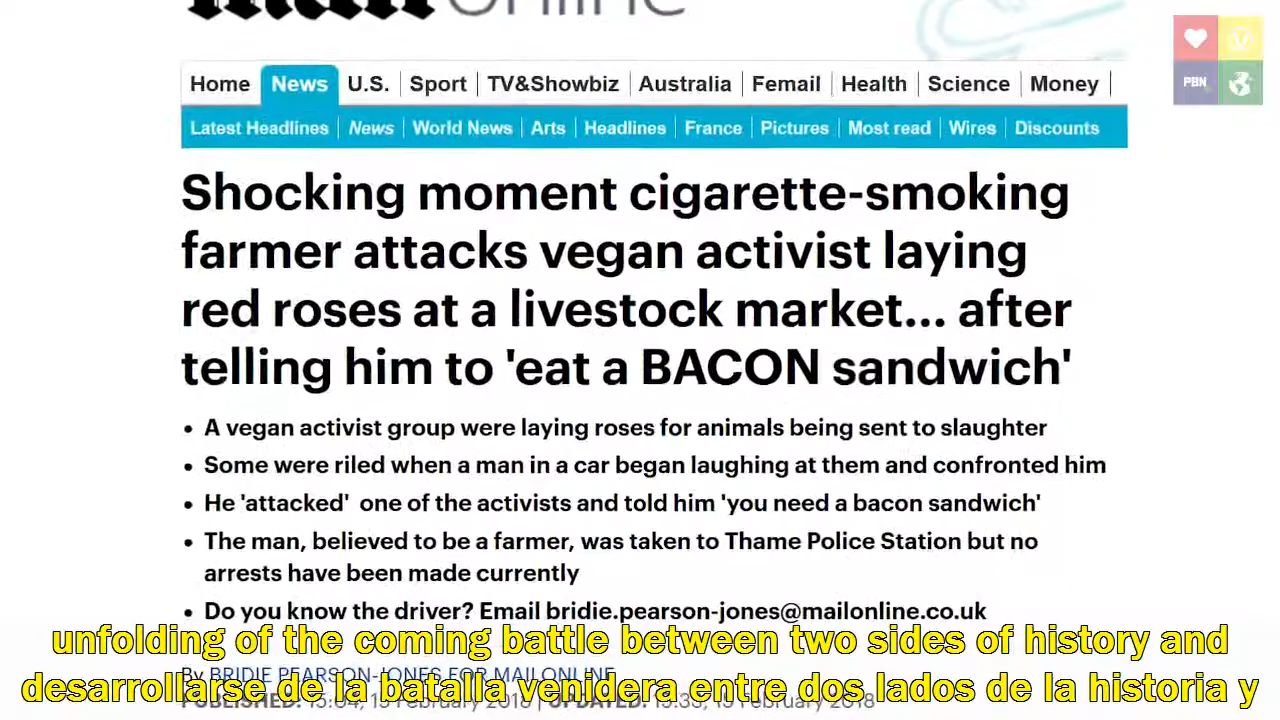 Mail Online
Home News U.S. Sport TV&Showbiz Australia Femail Health Science Money
Latest Headlines News World News Arts Headlines France Pictures Most read Wires Discounts
PBN
Shocking moment cigarette-smoking
farmer attacks vegan activist laying
red roses at a livestock market... after
telling him to 'eat a BACON sandwich'
• A vegan activist group were laying roses for animals being sent to slaughter
• Some were riled when a man in a car began laughing at them and confronted him
• He 'attacked' one of the activists and told him 'you need a bacon sandwich'
• The man, believed to be a farmer, was taken to Thame Police Station but no
arrests have been made currently
• Do you know the driver? Email bridie.pearson-jones@mailonline.co.uk
unfolding of the coming battle between two sides of history and
By BRIDIE PEARSON-JONES FOR MAILONLINE
desarrollarse de la batalla venidera entre dos lados de la historia y
PUBLISHED: 15:04, 15 February 2018 | UPDATED: 15:35, 15 February 2018